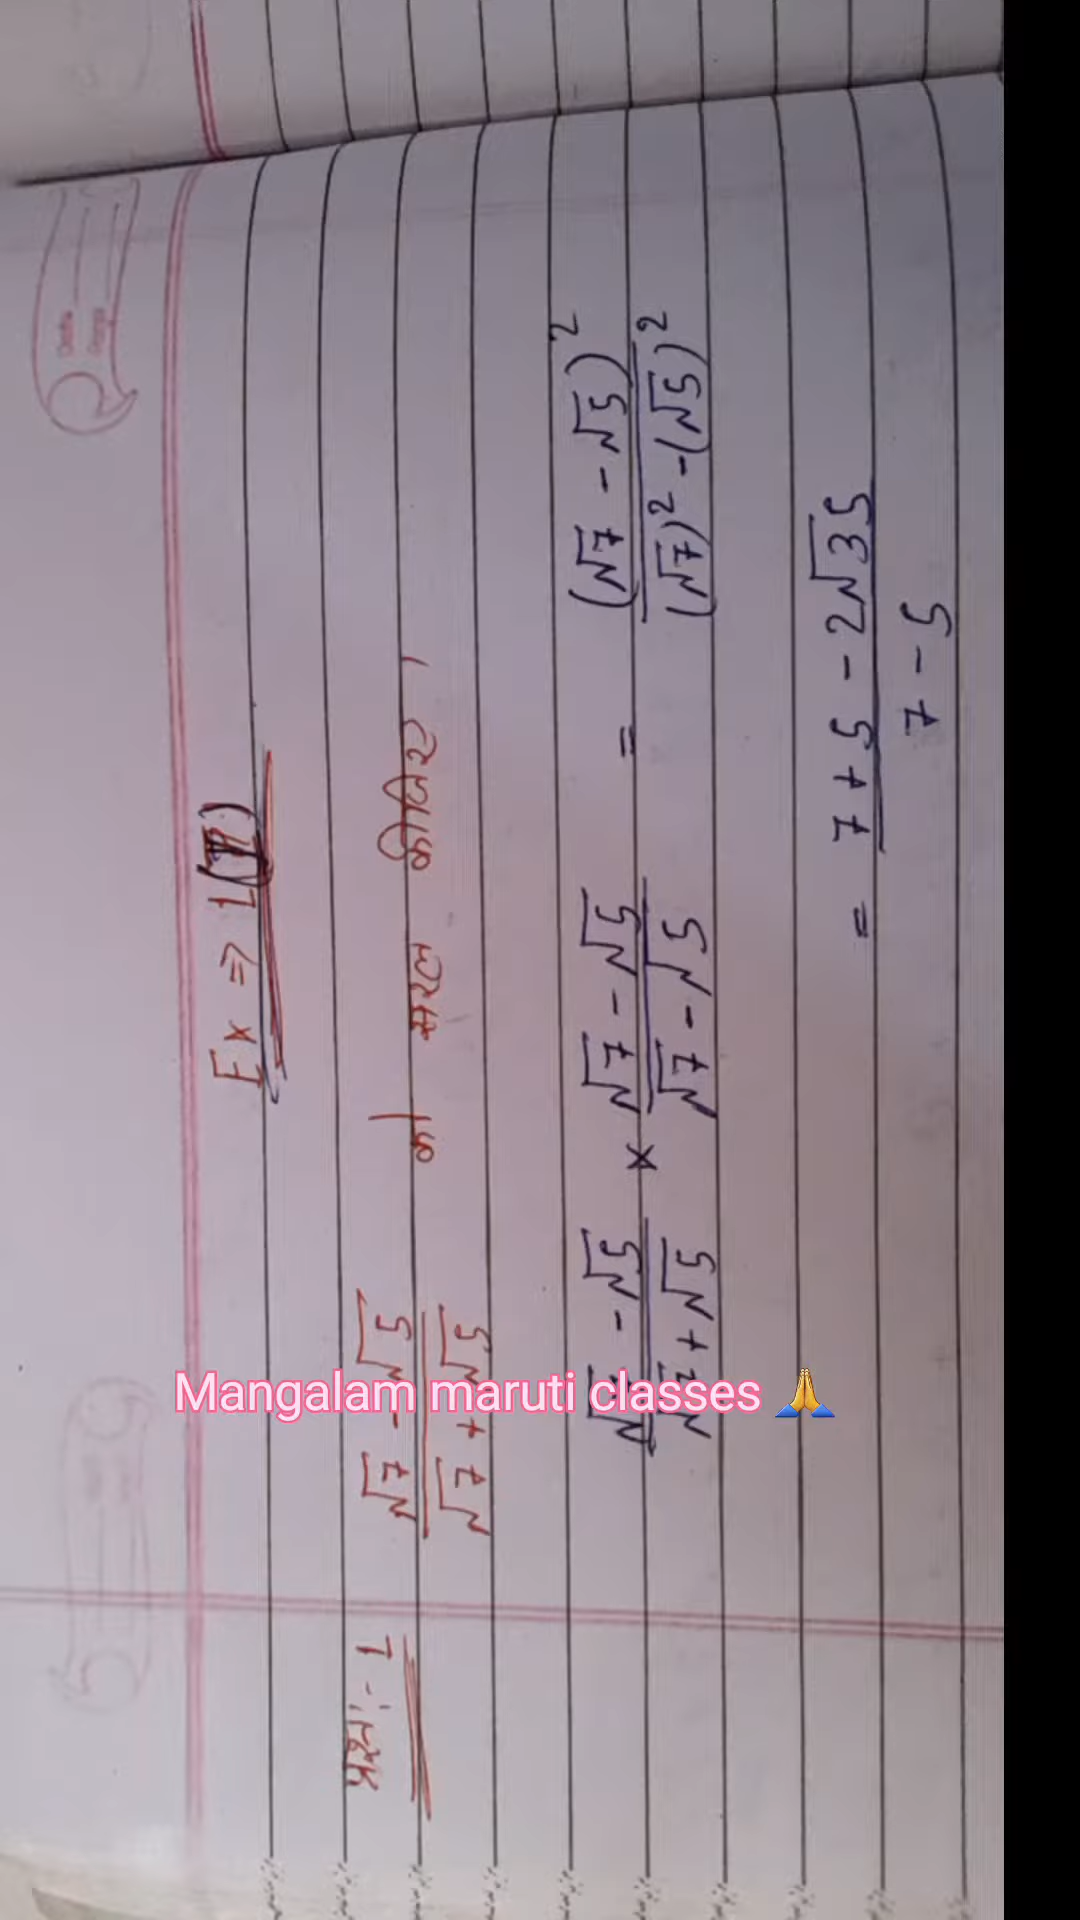 Ex ⇒ 1(
प्रश्न:- 1 (√7 - √5)/(√7 + √5) को सरल कीजिए ।
(√7 - √5)/(√7 + √5) × (√7 - √5)/(√7 - √5) = (√7 - √5)²/((√7)² - (√5)²)
= (7 + 5 - 2√35)/(7 - 5)
Mangalam maruti classes 🙏